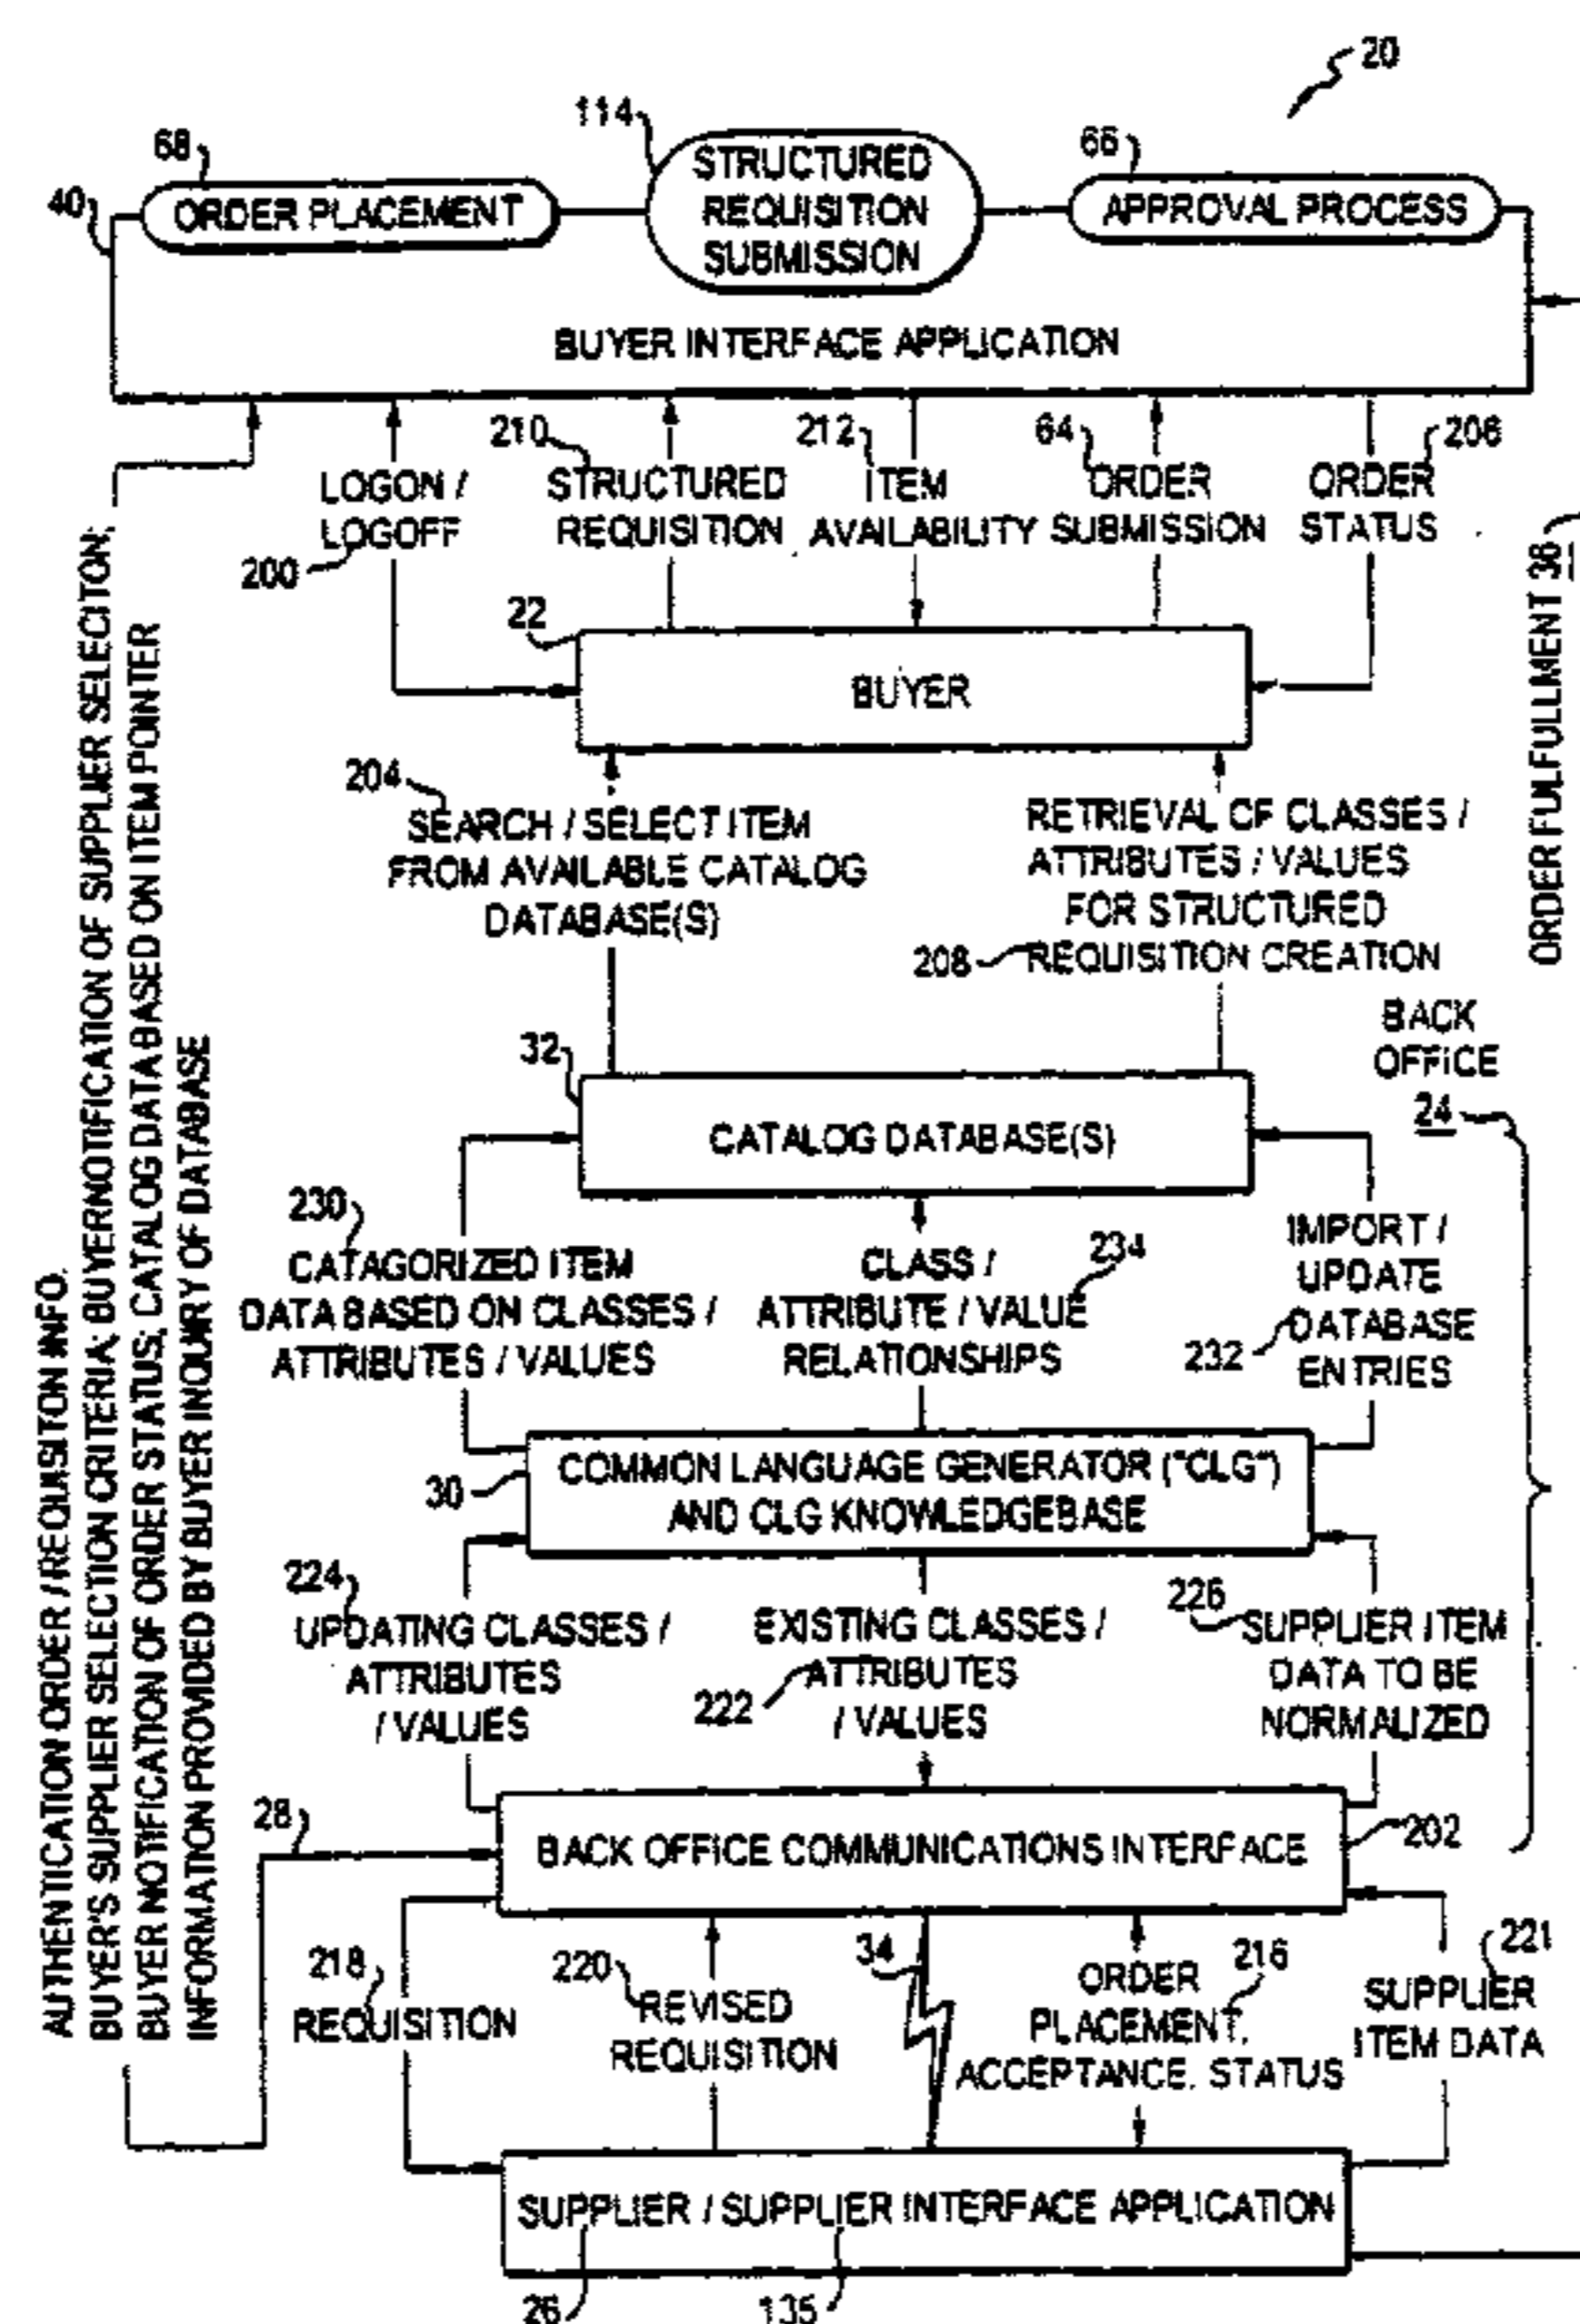 20
114
68
66
40
ORDER PLACEMENT
STRUCTURED
REQUISITION
SUBMISSION
APPROVAL PROCESS
BUYER INTERFACE APPLICATION
210
212
64
206
LOGON /
LOGOFF
200
STRUCTURED
REQUISITION
ITEM
AVAILABILITY
ORDER
SUBMISSION
ORDER
STATUS
ORDER FULFULLMENT 36
22
BUYER
204
SEARCH / SELECT ITEM
FROM AVAILABLE CATALOG
DATABASE(S)
RETRIEVAL OF CLASSES /
ATTRIBUTES / VALUES
FOR STRUCTURED
208
REQUISITION CREATION
BACK
OFFICE
24
32
CATALOG DATABASE(S)
230
CATAGORIZED ITEM
DATA BASED ON CLASSES /
ATTRIBUTES / VALUES
CLASS /
ATTRIBUTE / VALUE
RELATIONSHIPS
234
IMPORT /
UPDATE
DATABASE
ENTRIES
232
AUTHENTICATION ORDER / REQUISITON INFO.
BUYER'S SUPPLIER SELECTION CRITERIA; BUYERNOTIFICATION OF SUPPLIER SELECITON;
BUYER NOTIFICATION OF ORDER STATUS; CATALOG DATA BASED ON ITEM POINTER
INFORMATION PROVIDED BY BUYER INQUIRY OF DATABASE
30
COMMON LANGUAGE GENERATOR ("CLG")
AND CLG KNOWLEDGEBASE
224
UPDATING CLASSES /
ATTRIBUTES
/ VALUES
EXISTING CLASSES /
ATTRIBUTES
/ VALUES
222
226
SUPPLIER ITEM
DATA TO BE
NORMALIZED
28
BACK OFFICE COMMUNICATIONS INTERFACE
202
218
REQUISITION
220
REVISED
REQUISITION
34
ORDER
PLACEMENT,
ACCEPTANCE, STATUS
216
221
SUPPLIER
ITEM DATA
SUPPLIER / SUPPLIER INTERFACE APPLICATION
26
135